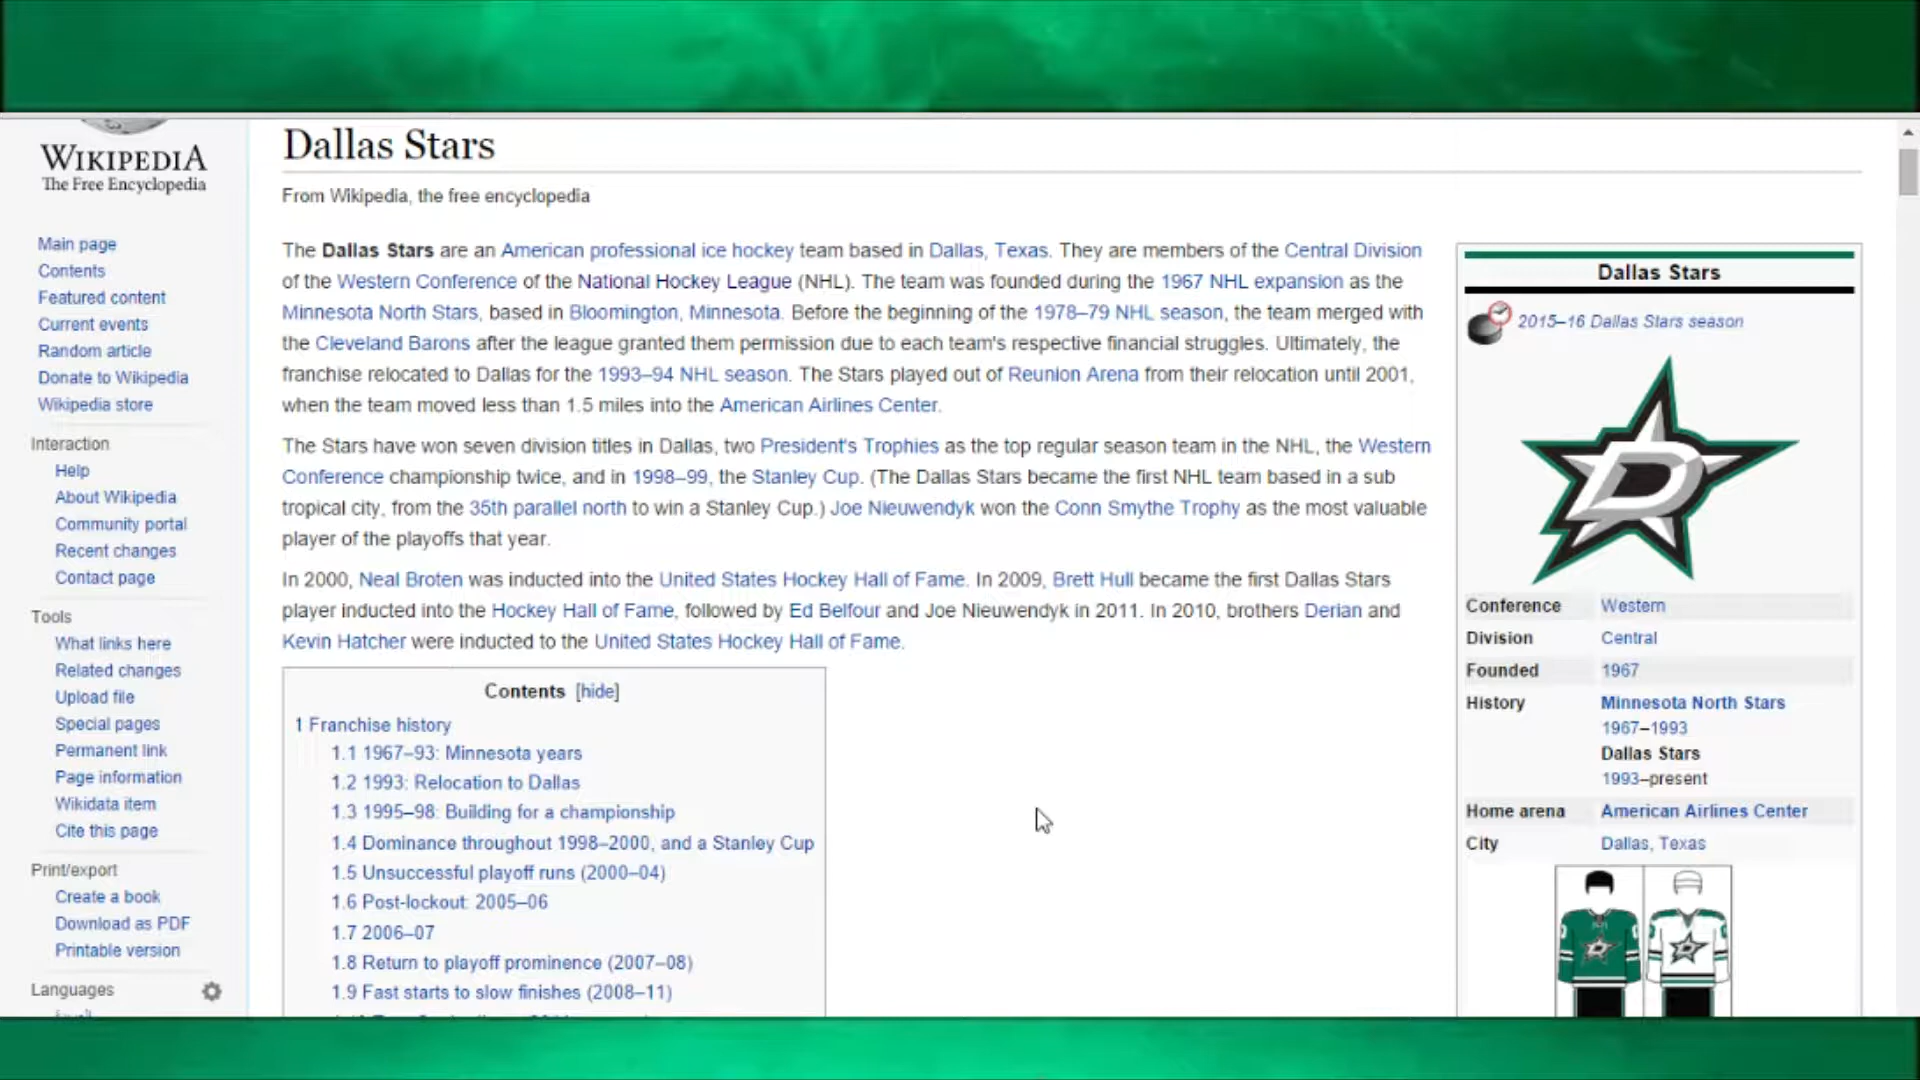 WIKIPEDIA
The Free Encyclopedia
Main page
Contents
Featured content
Current events
Random article
Donate to Wikipedia
Wikipedia store
Interaction
Help
About Wikipedia
Community portal
Recent changes
Contact page
Tools
What links here
Related changes
Upload file
Special pages
Permanent link
Page information
Wikidata item
Cite this page
Print/export
Create a book
Download as PDF
Printable version
Languages
Dallas Stars
From Wikipedia, the free encyclopedia
The Dallas Stars are an American professional ice hockey team based in Dallas, Texas. They are members of the Central Division
of the Western Conference of the National Hockey League (NHL). The team was founded during the 1967 NHL expansion as the
Minnesota North Stars, based in Bloomington, Minnesota. Before the beginning of the 1978–79 NHL season, the team merged with
the Cleveland Barons after the league granted them permission due to each team's respective financial struggles. Ultimately, the
franchise relocated to Dallas for the 1993–94 NHL season. The Stars played out of Reunion Arena from their relocation until 2001,
when the team moved less than 1.5 miles into the American Airlines Center.
The Stars have won seven division titles in Dallas, two President's Trophies as the top regular season team in the NHL, the Western
Conference championship twice, and in 1998–99, the Stanley Cup. (The Dallas Stars became the first NHL team based in a sub
tropical city, from the 35th parallel north to win a Stanley Cup.) Joe Nieuwendyk won the Conn Smythe Trophy as the most valuable
player of the playoffs that year.
In 2000, Neal Broten was inducted into the United States Hockey Hall of Fame. In 2009, Brett Hull became the first Dallas Stars
player inducted into the Hockey Hall of Fame, followed by Ed Belfour and Joe Nieuwendyk in 2011. In 2010, brothers Derian and
Kevin Hatcher were inducted to the United States Hockey Hall of Fame.
Contents [hide]
1 Franchise history
1.1 1967–93: Minnesota years
1.2 1993: Relocation to Dallas
1.3 1995–98: Building for a championship
1.4 Dominance throughout 1998–2000, and a Stanley Cup
1.5 Unsuccessful playoff runs (2000–04)
1.6 Post-lockout: 2005–06
1.7 2006–07
1.8 Return to playoff prominence (2007–08)
1.9 Fast starts to slow finishes (2008–11)
Dallas Stars
2015–16 Dallas Stars season
D
Conference Western
Division Central
Founded 1967
History Minnesota North Stars
1967–1993
Dallas Stars
1993–present
Home arena American Airlines Center
City Dallas, Texas